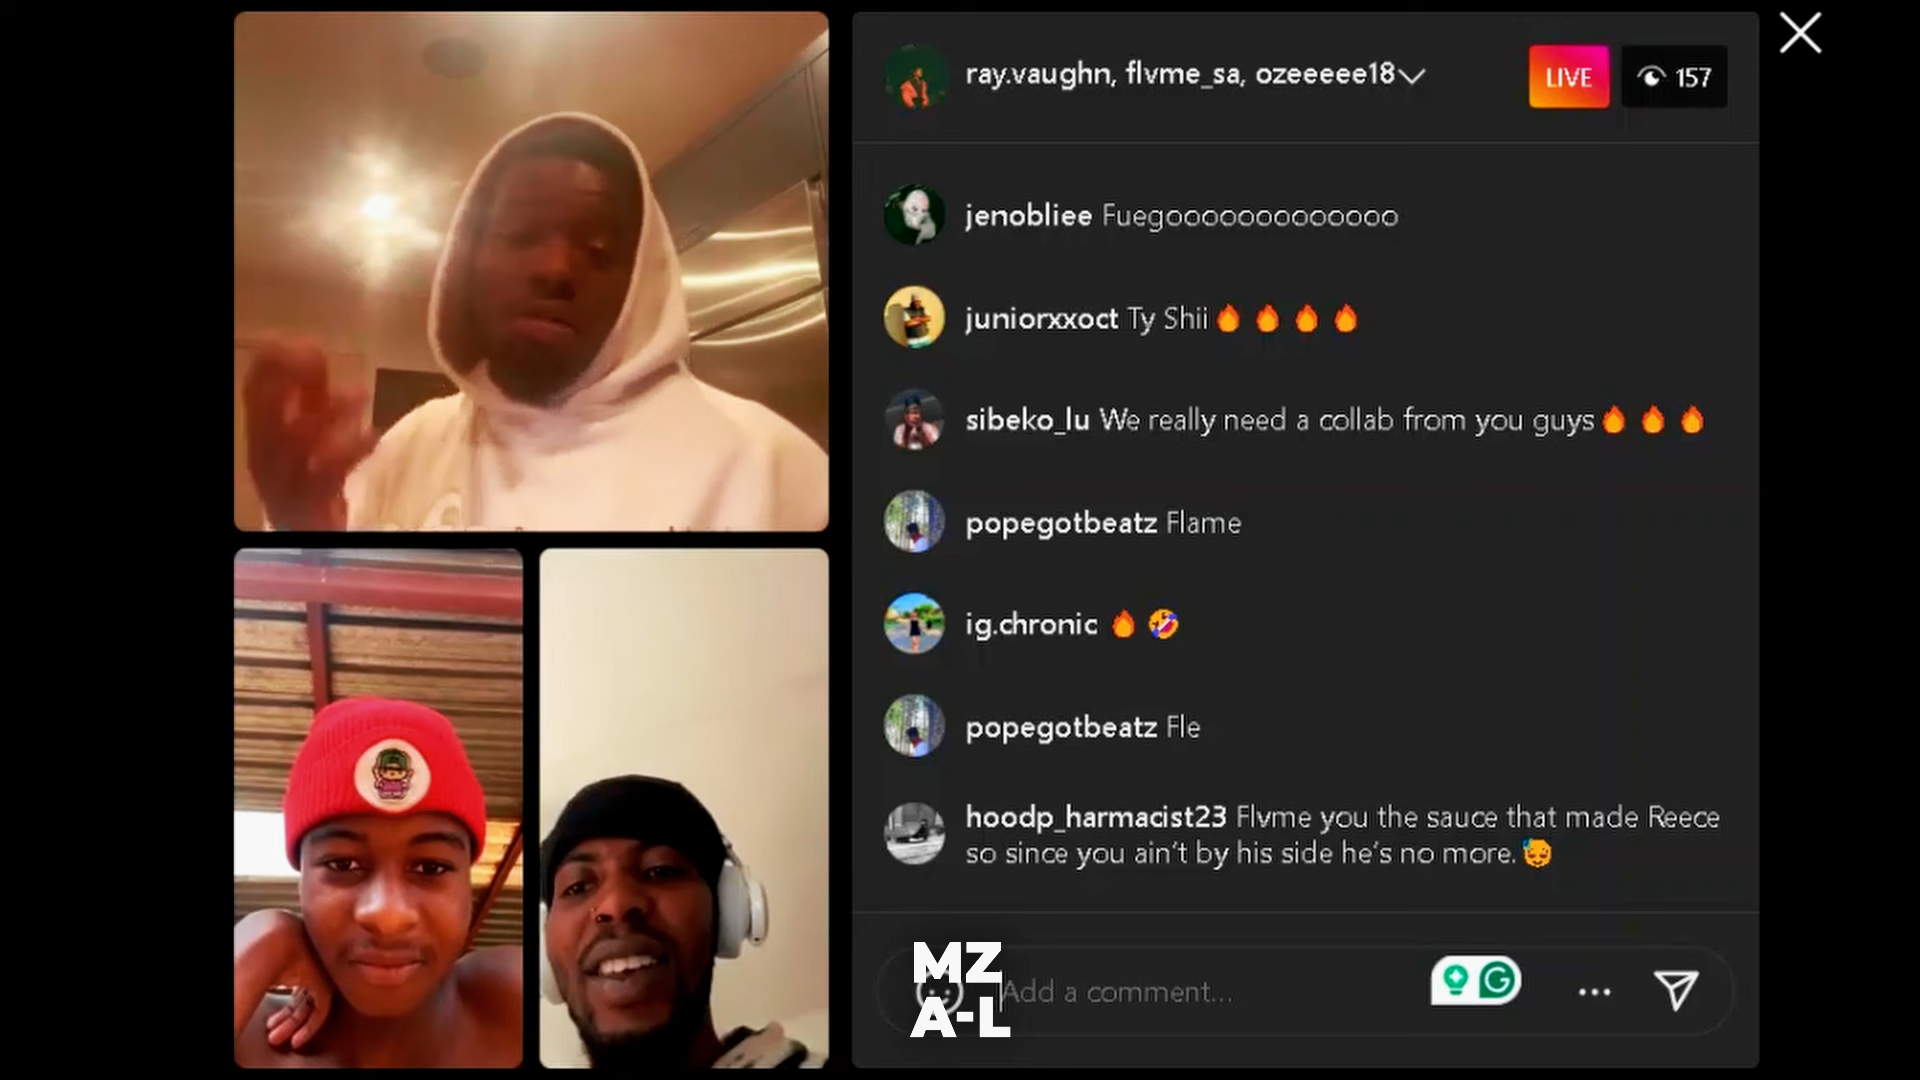 ray.vaughn, flvme_sa, ozeeeee18
LIVE
157
jenobliee Fuegooooooooooooo
juniorxxoct Ty Shii🔥🔥🔥🔥
sibeko_lu We really need a collab from you guys🔥🔥🔥
popegotbeatz Flame
ig.chronic 🔥🤣
popegotbeatz Fle
hoodp_harmacist23 Flvme you the sauce that made Reece
so since you ain't by his side he's no more.😓
MZ
A-L
Add a comment...